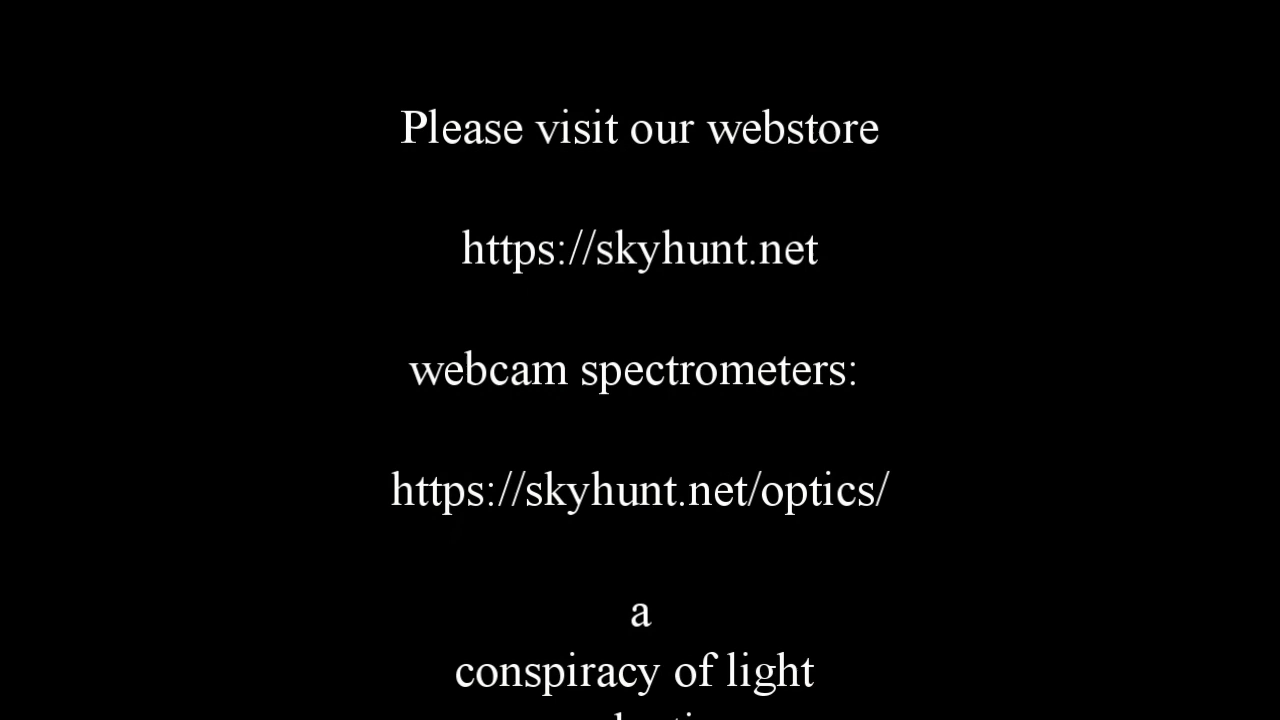 Please visit our webstore
https://skyhunt.net
webcam spectrometers:
https://skyhunt.net/optics/
a
conspiracy of light